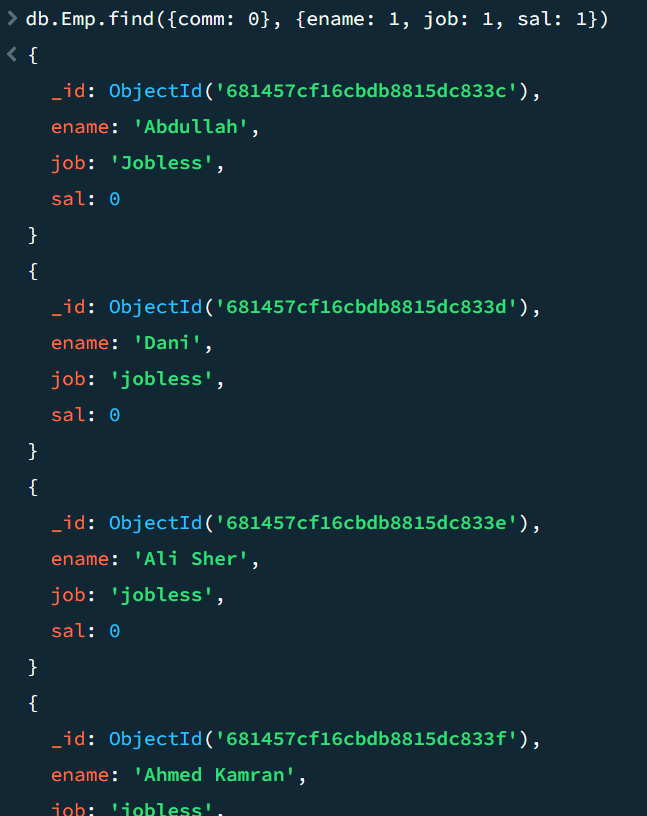 > db.Emp.find({comm: 0}, {ename: 1, job: 1, sal: 1})
< {
_id: ObjectId('681457cf16cbdb8815dc833c'),
ename: 'Abdullah',
job: 'Jobless',
sal: 0
}
{
_id: ObjectId('681457cf16cbdb8815dc833d'),
ename: 'Dani',
job: 'jobless',
sal: 0
}
{
_id: ObjectId('681457cf16cbdb8815dc833e'),
ename: 'Ali Sher',
job: 'jobless',
sal: 0
}
{
_id: ObjectId('681457cf16cbdb8815dc833f'),
ename: 'Ahmed Kamran',
job: 'jobless',